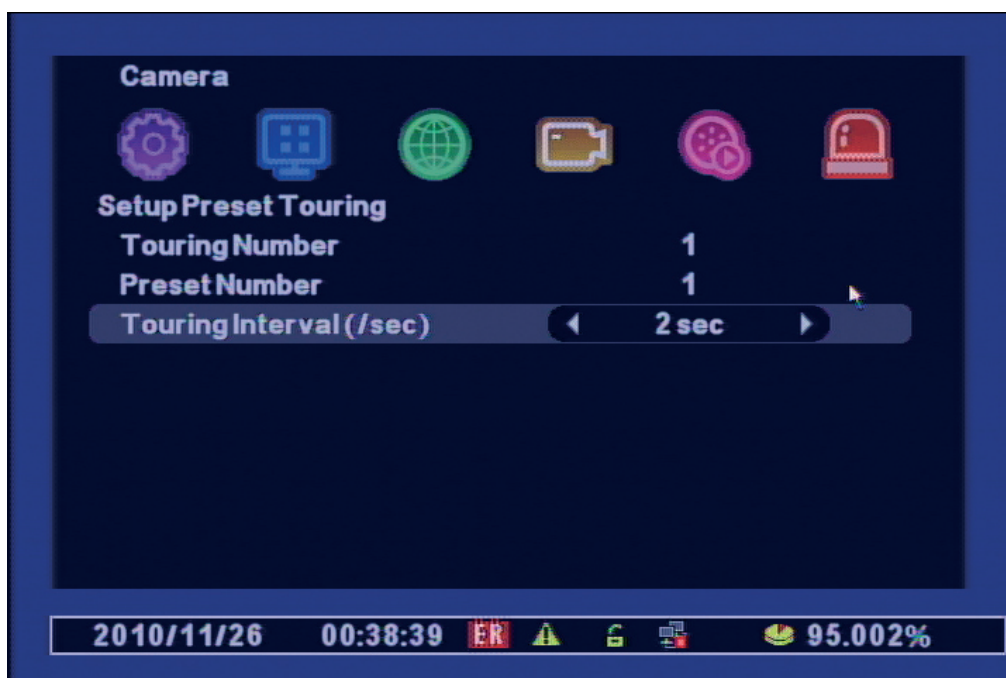 Camera
Setup Preset Touring
Touring Number 1
Preset Number 1
Touring Interval (/sec) 2 sec
2010/11/26 00:38:39 ER 95.002%